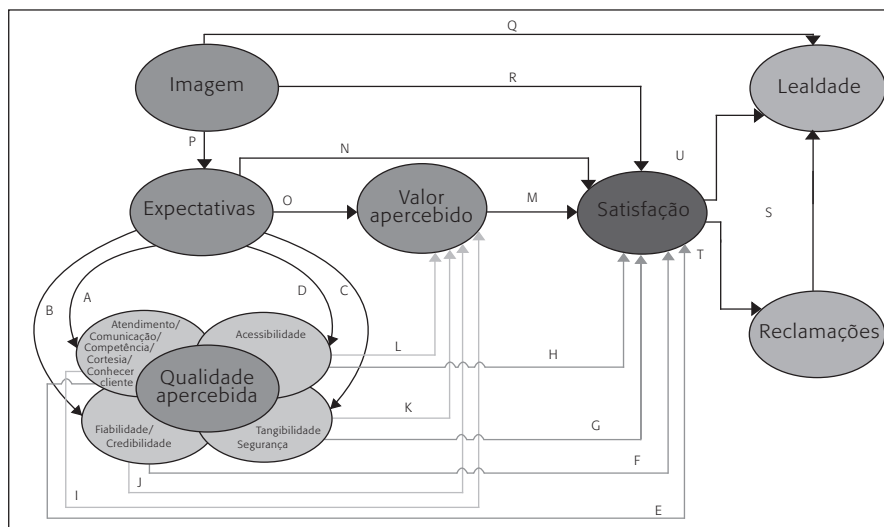 Q
Imagem
Lealdade
R
P
N
U
O
Valor
apercebido
M
Expectativas
Satisfação
S
T
B
A
D
C
Atendimento/
Comunicação/
Competência/
Cortesia/
Conhecer
cliente
Acessibilidade
Reclamações
L
H
Qualidade
apercebida
K
Fiabilidade/
Credibilidade
Tangibilidade
Segurança
G
F
J
I
E